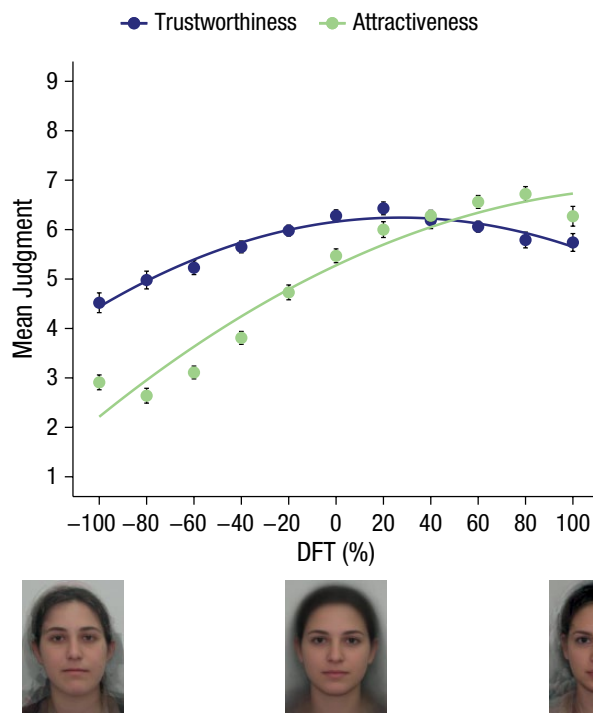 Trustworthiness Attractiveness
9
8
7
6
5
4
3
2
1
Mean Judgment
−100 −80 −60 −40 −20 0 20 40 60 80 100
DFT (%)